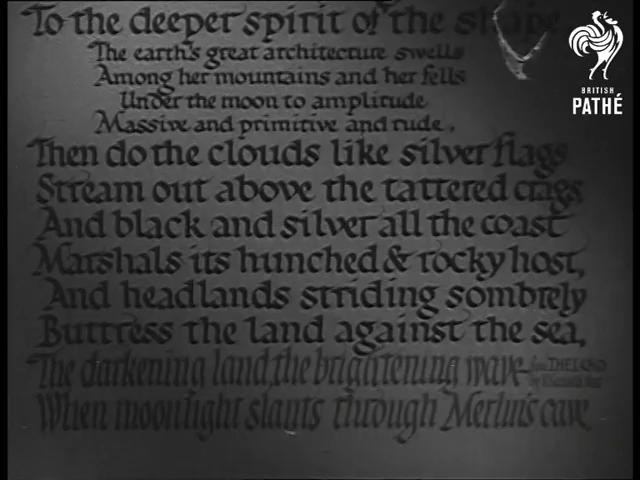 To the deeper spirit of the shape
The earth's great architecture swells
Among her mountains and her fells
Under the moon to amplitude
Massive and primitive and rude,
Then do the clouds like silver flags
Stream out above the tattered crags
And black and silver all the coast
Marshals its hunched & rocky host,
And headlands striding sombrely
Buttress the land against the sea,
The darkening land, the brightening wave
from THE LAND
When moonlight slants through Merlin's cave
BRITISH
PATHÉ